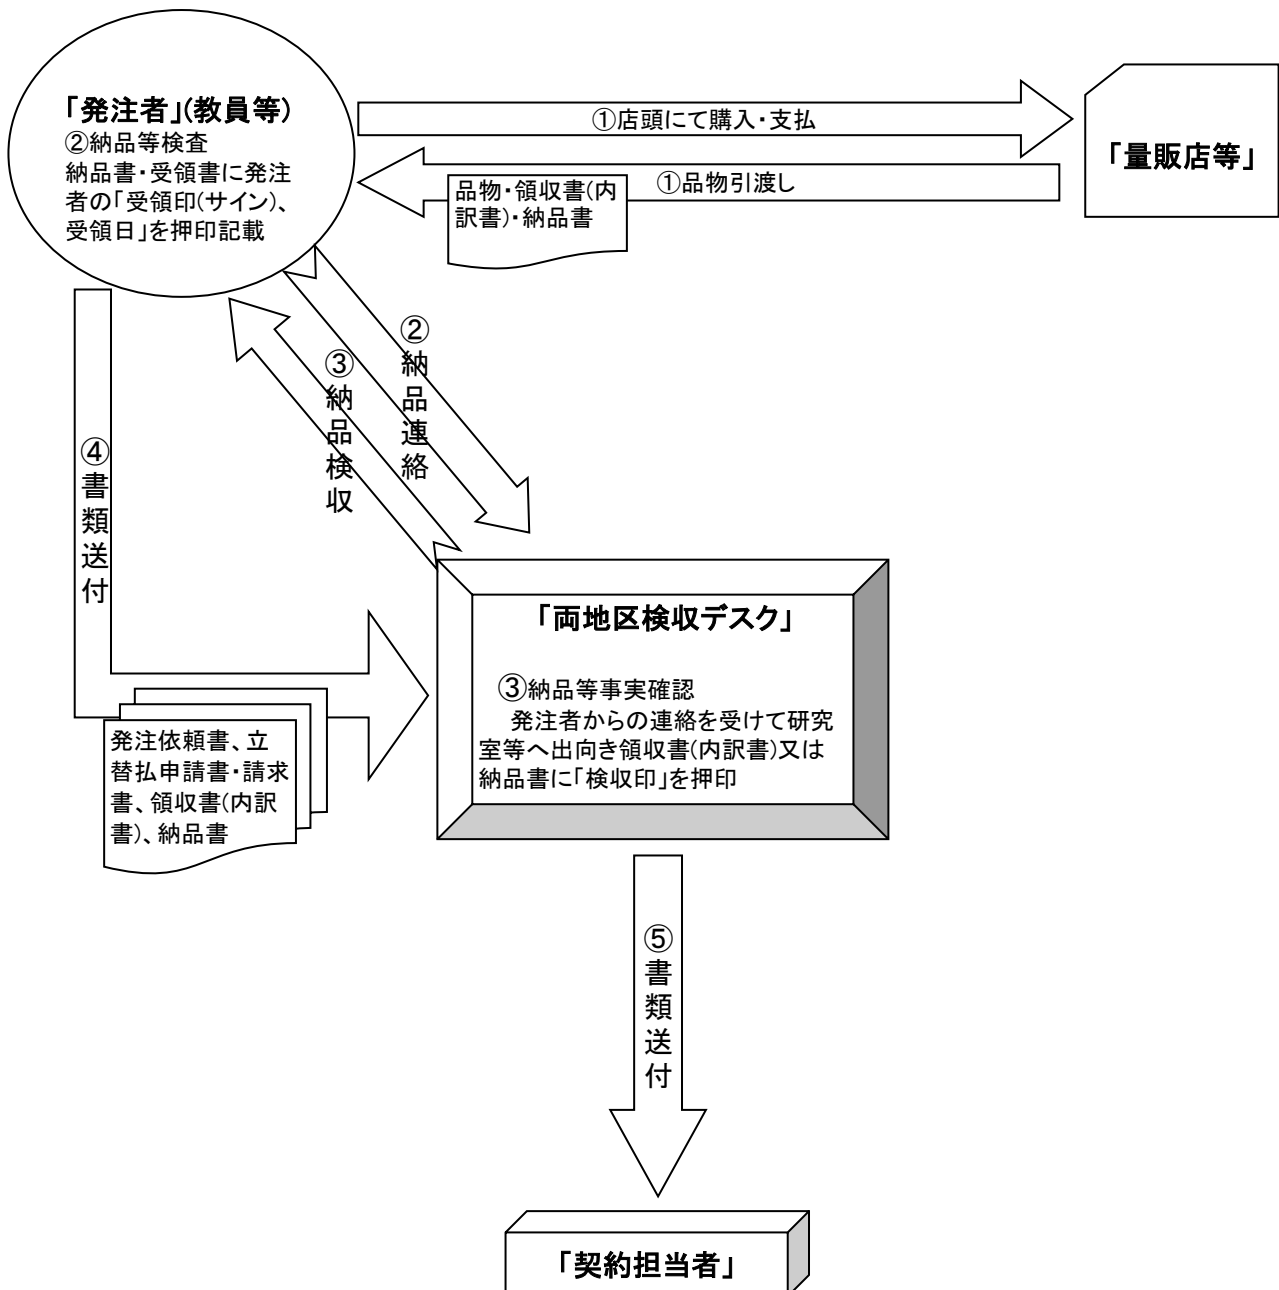 「発注者」(教員等)
②納品等検査
納品書・受領書に発注
者の「受領印(サイン)、
受領日」を押印記載
①店頭にて購入・支払
「量販店等」
①品物引渡し
品物・領収書(内
訳書)・納品書
②納品連絡
③納品検収
④書類送付
「両地区検収デスク」
③納品等事実確認
発注者からの連絡を受けて研究
室等へ出向き領収書(内訳書)又は
納品書に「検収印」を押印
発注依頼書、立
替払申請書・請求
書、領収書(内訳
書)、納品書
⑤書類送付
「契約担当者」